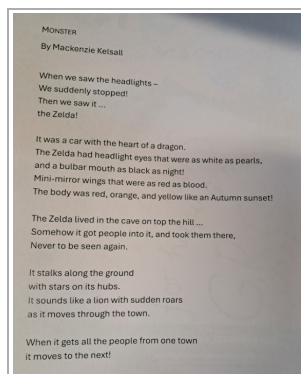 MONSTER
By Mackenzie Kelsall
When we saw the headlights –
We suddenly stopped!
Then we saw it ...
the Zelda!
It was a car with the heart of a dragon.
The Zelda had headlight eyes that were as white as pearls,
and a bulbar mouth as black as night!
Mini-mirror wings that were as red as blood.
The body was red, orange, and yellow like an Autumn sunset!
The Zelda lived in the cave on top the hill ...
Somehow it got people into it, and took them there,
Never to be seen again.
It stalks along the ground
with stars on its hubs.
It sounds like a lion with sudden roars
as it moves through the town.
When it gets all the people from one town
it moves to the next!